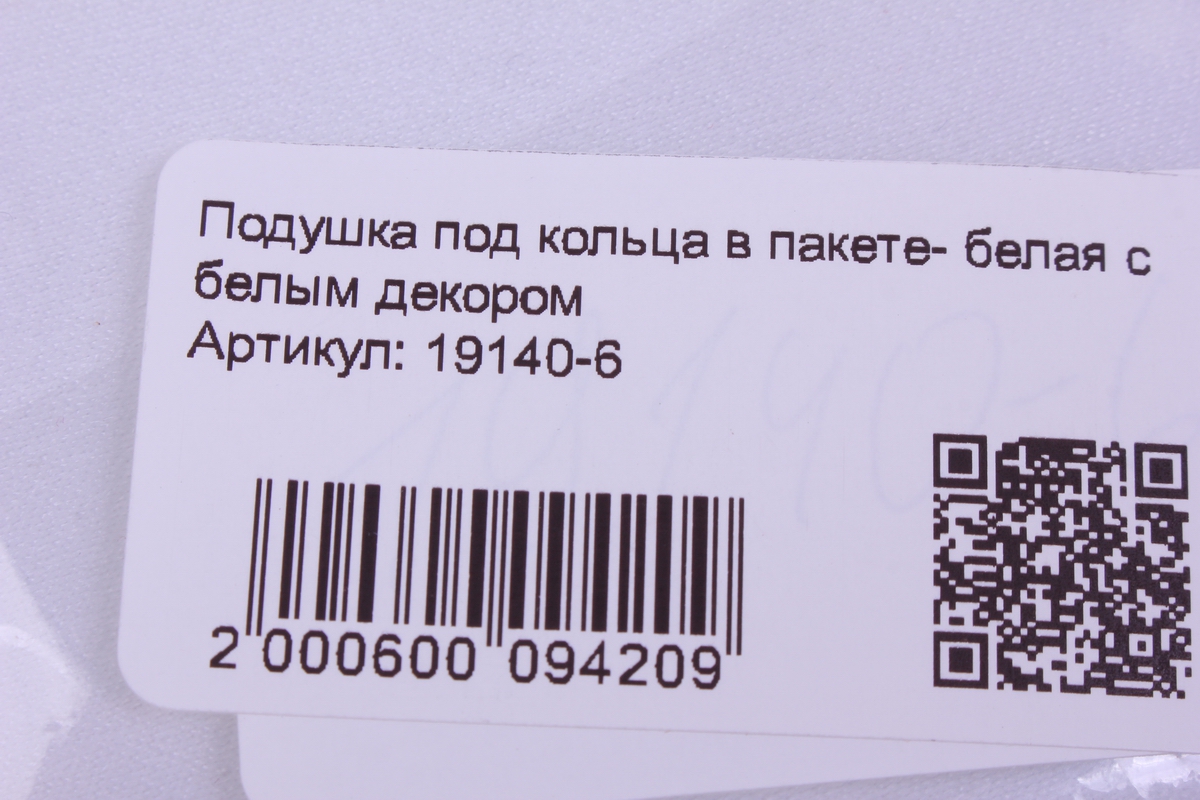 Подушка под кольца в пакете- белая с
белым декором
Артикул: 19140-6
2 000600 094209